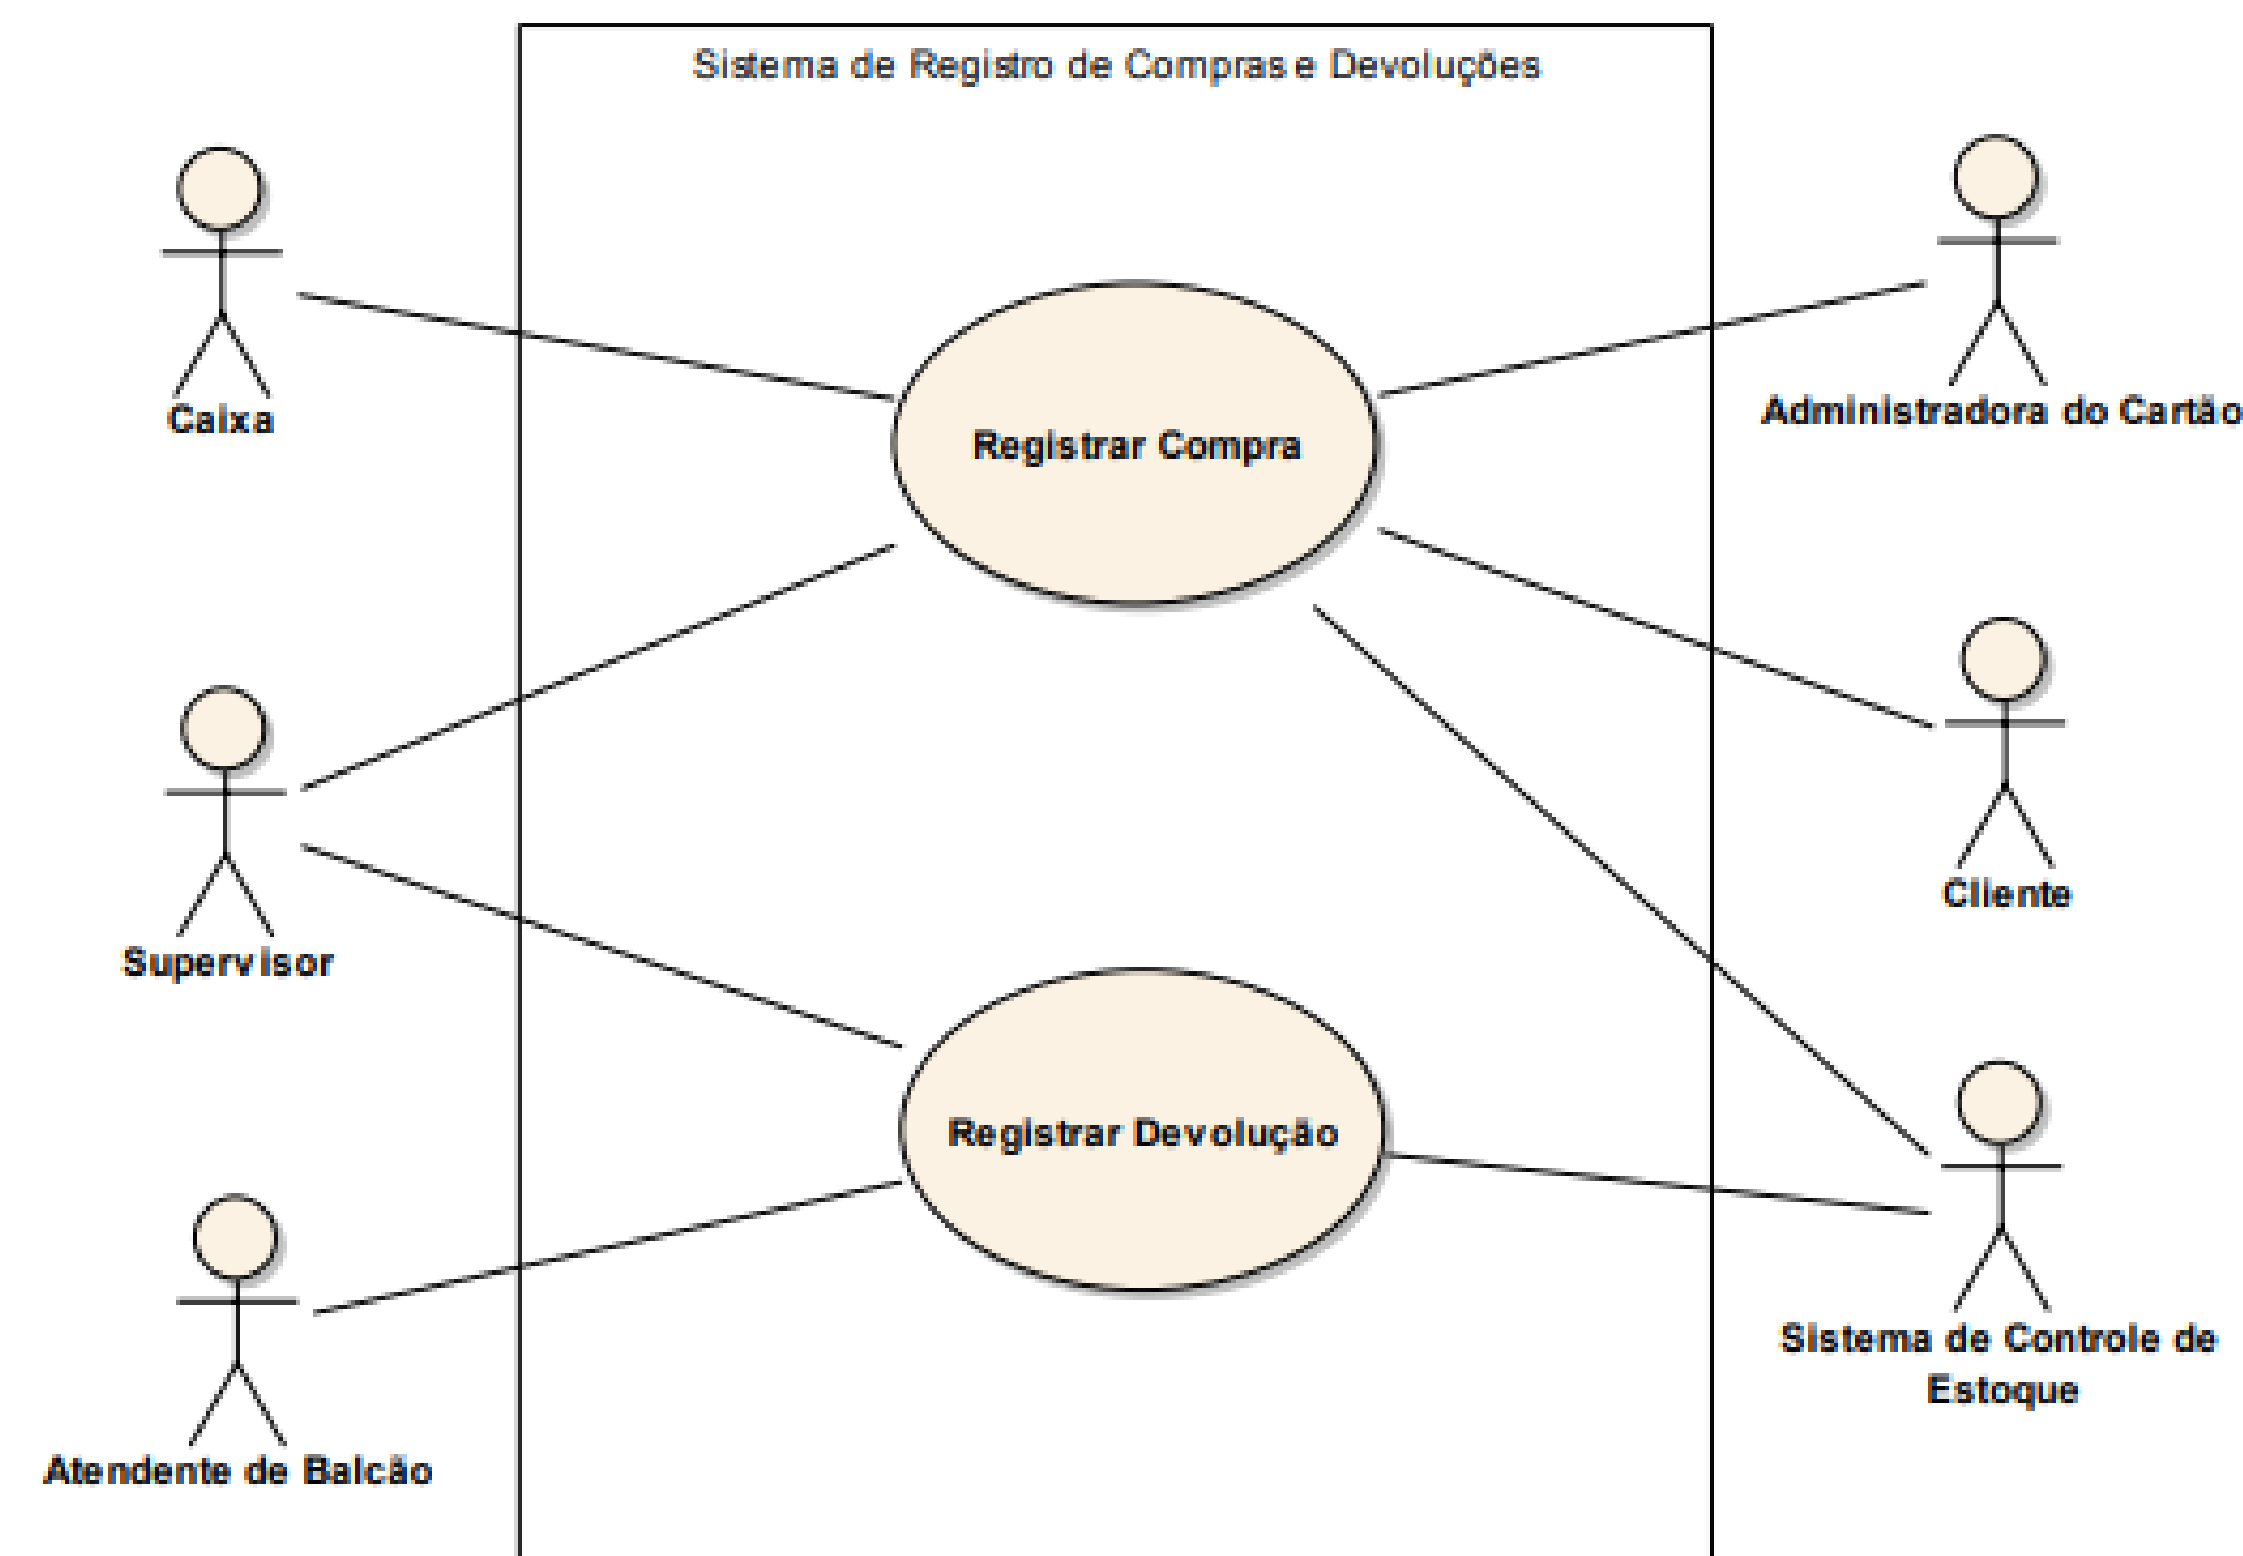 Sistema de Registro de Compras e Devoluções
Caixa
Administradora do Cartão
Registrar Compra
Cliente
Supervisor
Registrar Devolução
Sistema de Controle de
Estoque
Atendente de Balcão